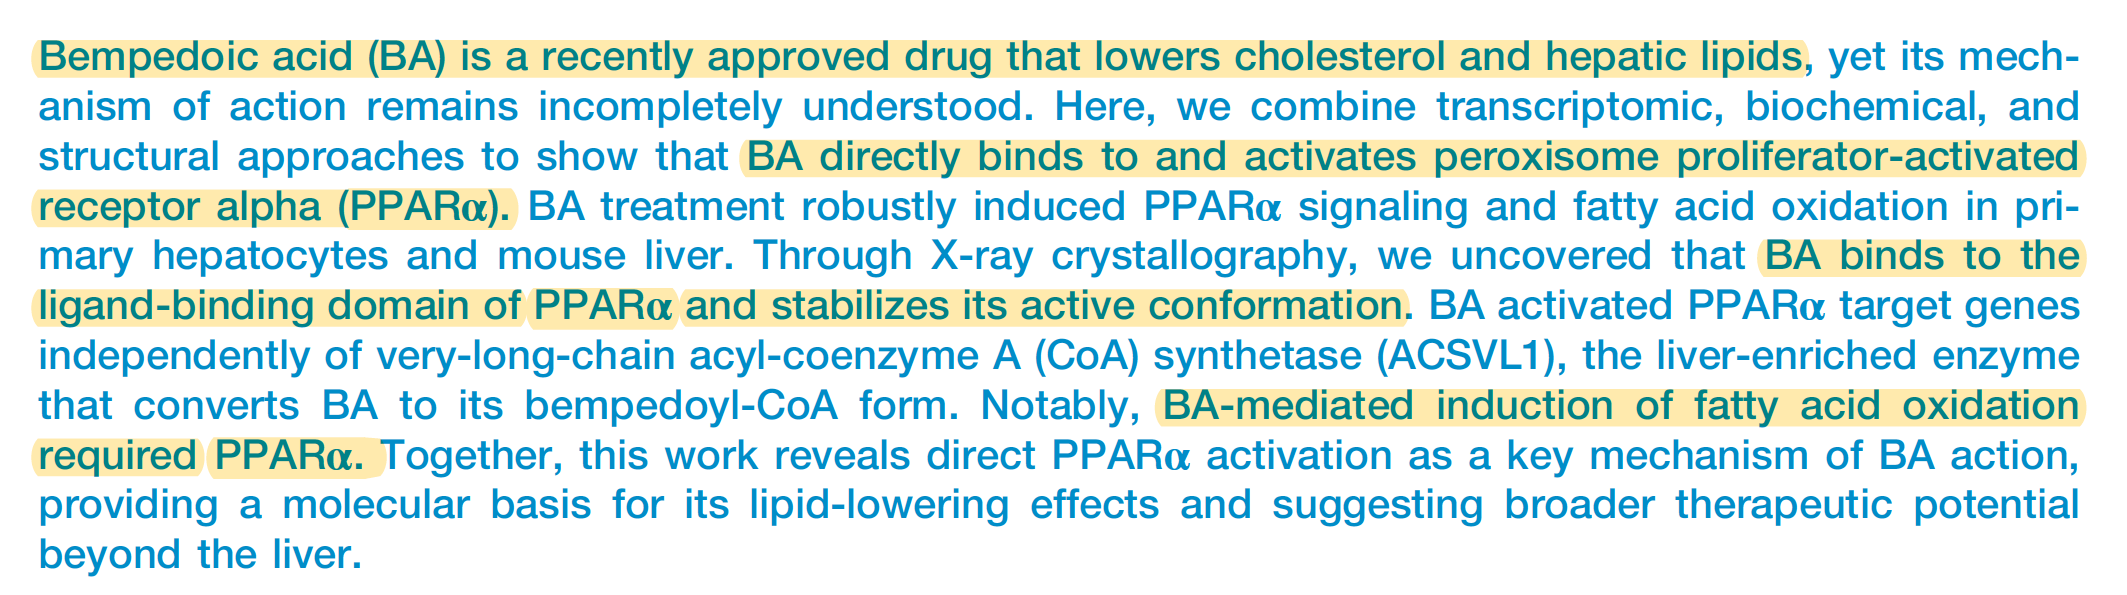 Bempedoic acid (BA) is a recently approved drug that lowers cholesterol and hepatic lipids, yet its mech-
anism of action remains incompletely understood. Here, we combine transcriptomic, biochemical, and
structural approaches to show that BA directly binds to and activates peroxisome proliferator-activated
receptor alpha (PPARα). BA treatment robustly induced PPARα signaling and fatty acid oxidation in pri-
mary hepatocytes and mouse liver. Through X-ray crystallography, we uncovered that BA binds to the
ligand-binding domain of PPARα and stabilizes its active conformation. BA activated PPARα target genes
independently of very-long-chain acyl-coenzyme A (CoA) synthetase (ACSVL1), the liver-enriched enzyme
that converts BA to its bempedoyl-CoA form. Notably, BA-mediated induction of fatty acid oxidation
required PPARα. Together, this work reveals direct PPARα activation as a key mechanism of BA action,
providing a molecular basis for its lipid-lowering effects and suggesting broader therapeutic potential
beyond the liver.